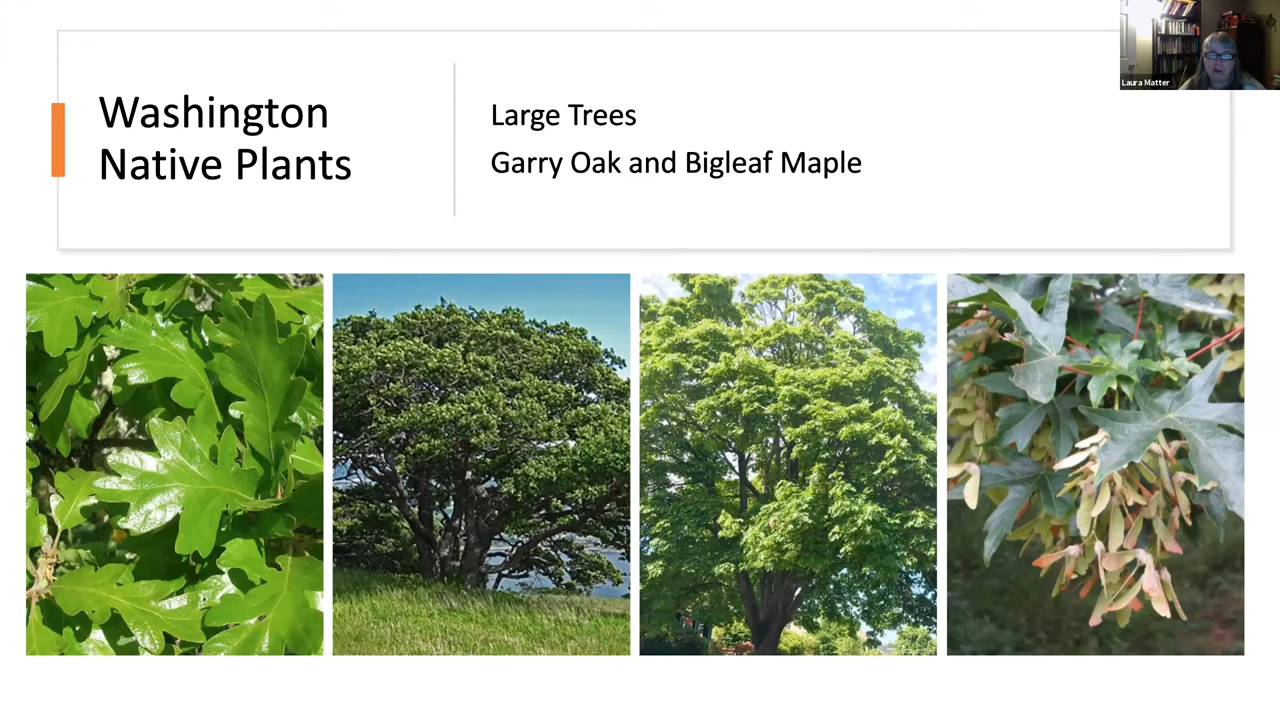 Washington
Native Plants
Large Trees
Garry Oak and Bigleaf Maple
Laura Matter